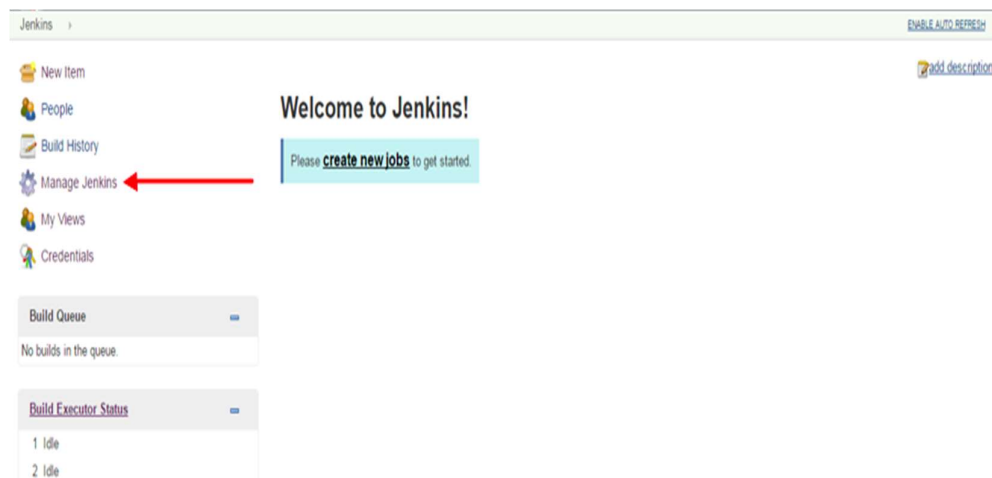 Jenkins ›
ENABLE AUTO REFRESH
New Item
People
Build History
Manage Jenkins
My Views
Credentials
add description
Welcome to Jenkins!
Please create new jobs to get started.
Build Queue
No builds in the queue.
Build Executor Status
1 Idle
2 Idle